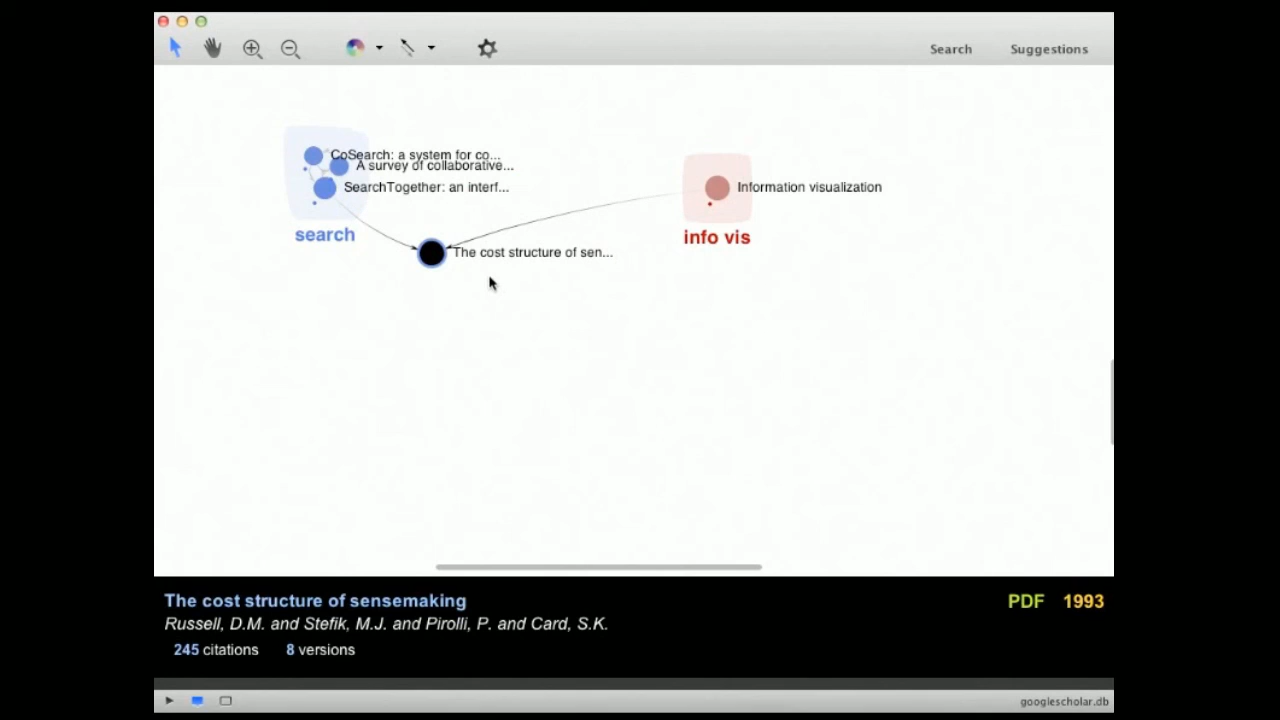 Search Suggestions
CoSearch: a system for co...
A survey of collaborative...
SearchTogether: an interf...
Information visualization
search
info vis
The cost structure of sen...
The cost structure of sensemaking
PDF 1993
Russell, D.M. and Stefik, M.J. and Pirolli, P. and Card, S.K.
245 citations 8 versions
googlescholar.db